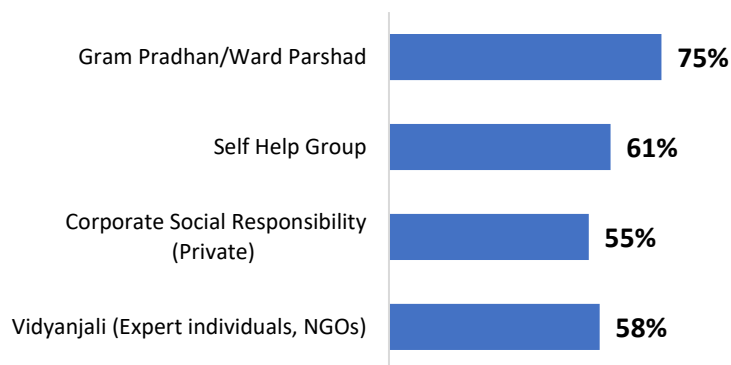 Gram Pradhan/Ward Parshad
75%
Self Help Group
61%
Corporate Social Responsibility
(Private)
55%
Vidyanjali (Expert individuals, NGOs)
58%